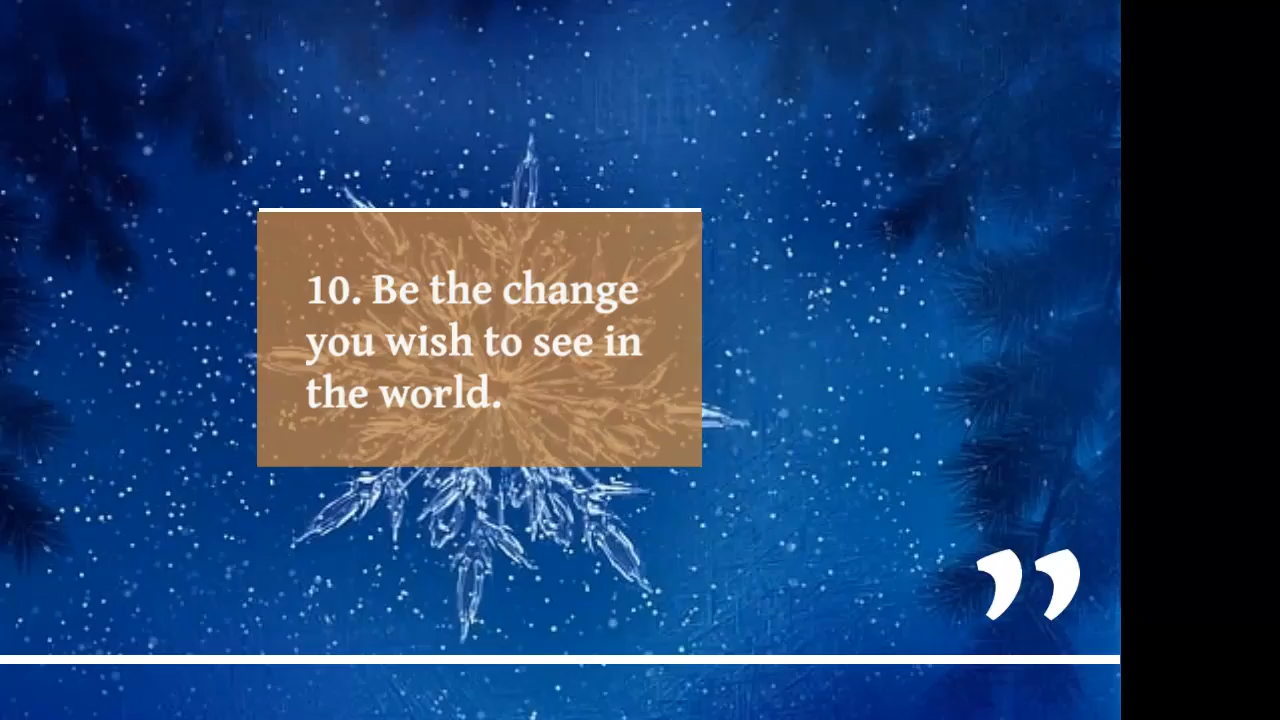 10. Be the change
you wish to see in
the world.
”